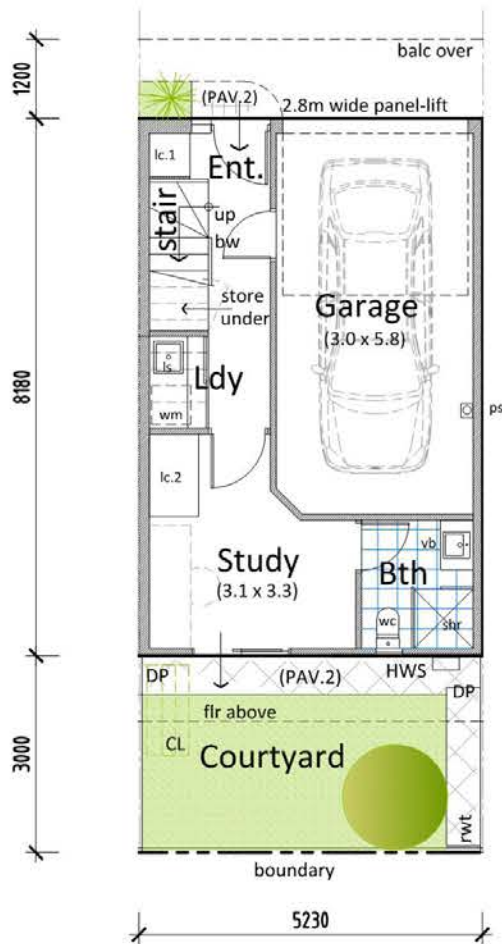 balc over
1200
(PAV.2)
2.8m wide panel-lift
lc.1
Ent.
stair
up
bw
Garage
(3.0 x 5.8)
store
under
8180
ls
Ldy
wm
ps
lc.2
Study
(3.1 x 3.3)
vb
Bth
wc
shr
DP
(PAV.2)
HWS
DP
flr above
CL
Courtyard
3000
rwt
boundary
5230